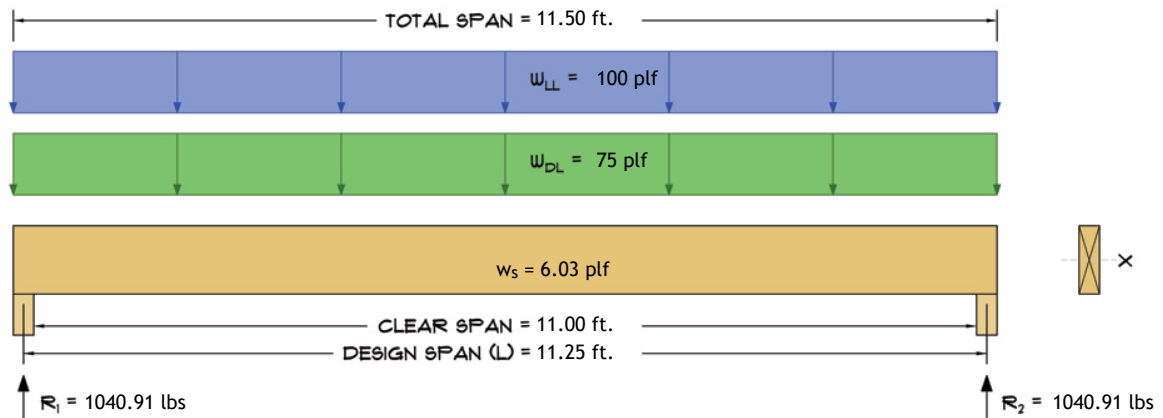 TOTAL SPAN = 11.50 ft.
WLL = 100 plf
WDL = 75 plf
ws = 6.03 plf
X
CLEAR SPAN = 11.00 ft.
DESIGN SPAN (L) = 11.25 ft.
R1 = 1040.91 lbs
R2 = 1040.91 lbs